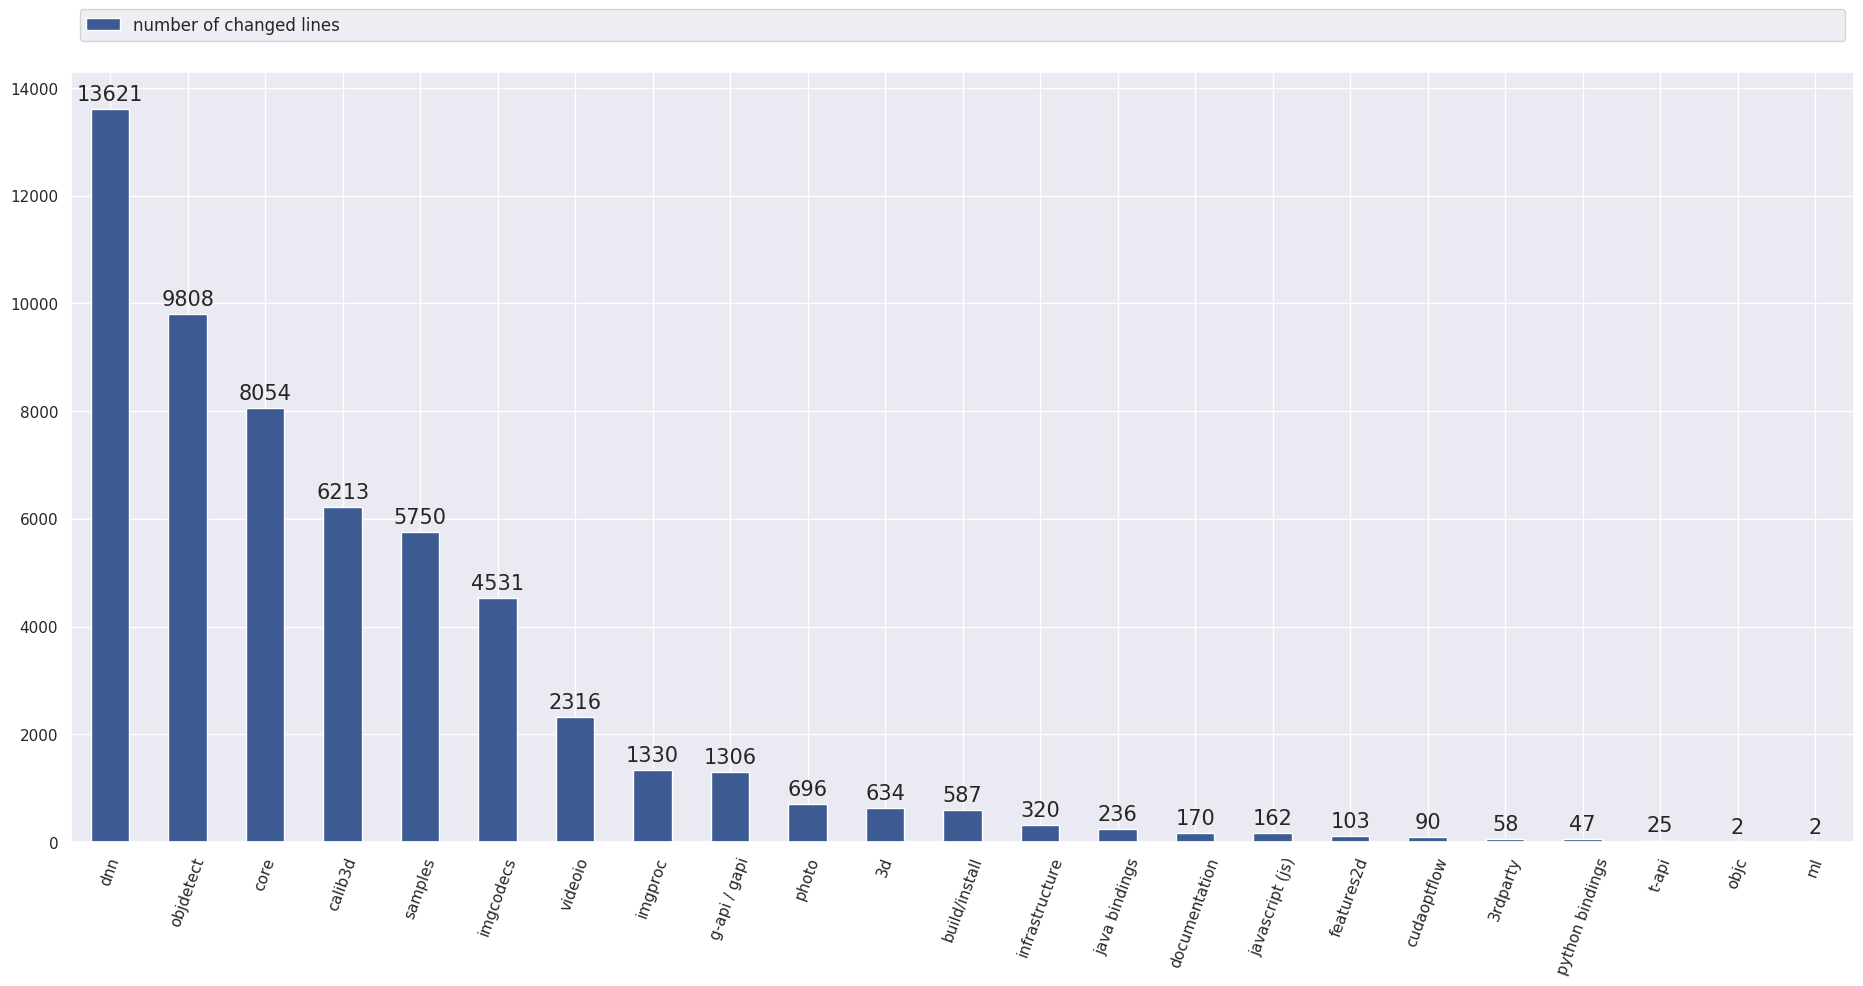 number of changed lines
14000
12000
10000
8000
6000
4000
2000
0
13621
9808
8054
6213
5750
4531
2316
1330
1306
696
634
587
320
236
170
162
103
90
58
47
25
2
2
dnn
objdetect
core
calib3d
samples
imgcodecs
videoio
imgproc
g-api / gapi
photo
3d
build/install
infrastructure
java bindings
documentation
javascript (js)
features2d
cudaoptflow
3rdparty
python bindings
t-api
objc
ml